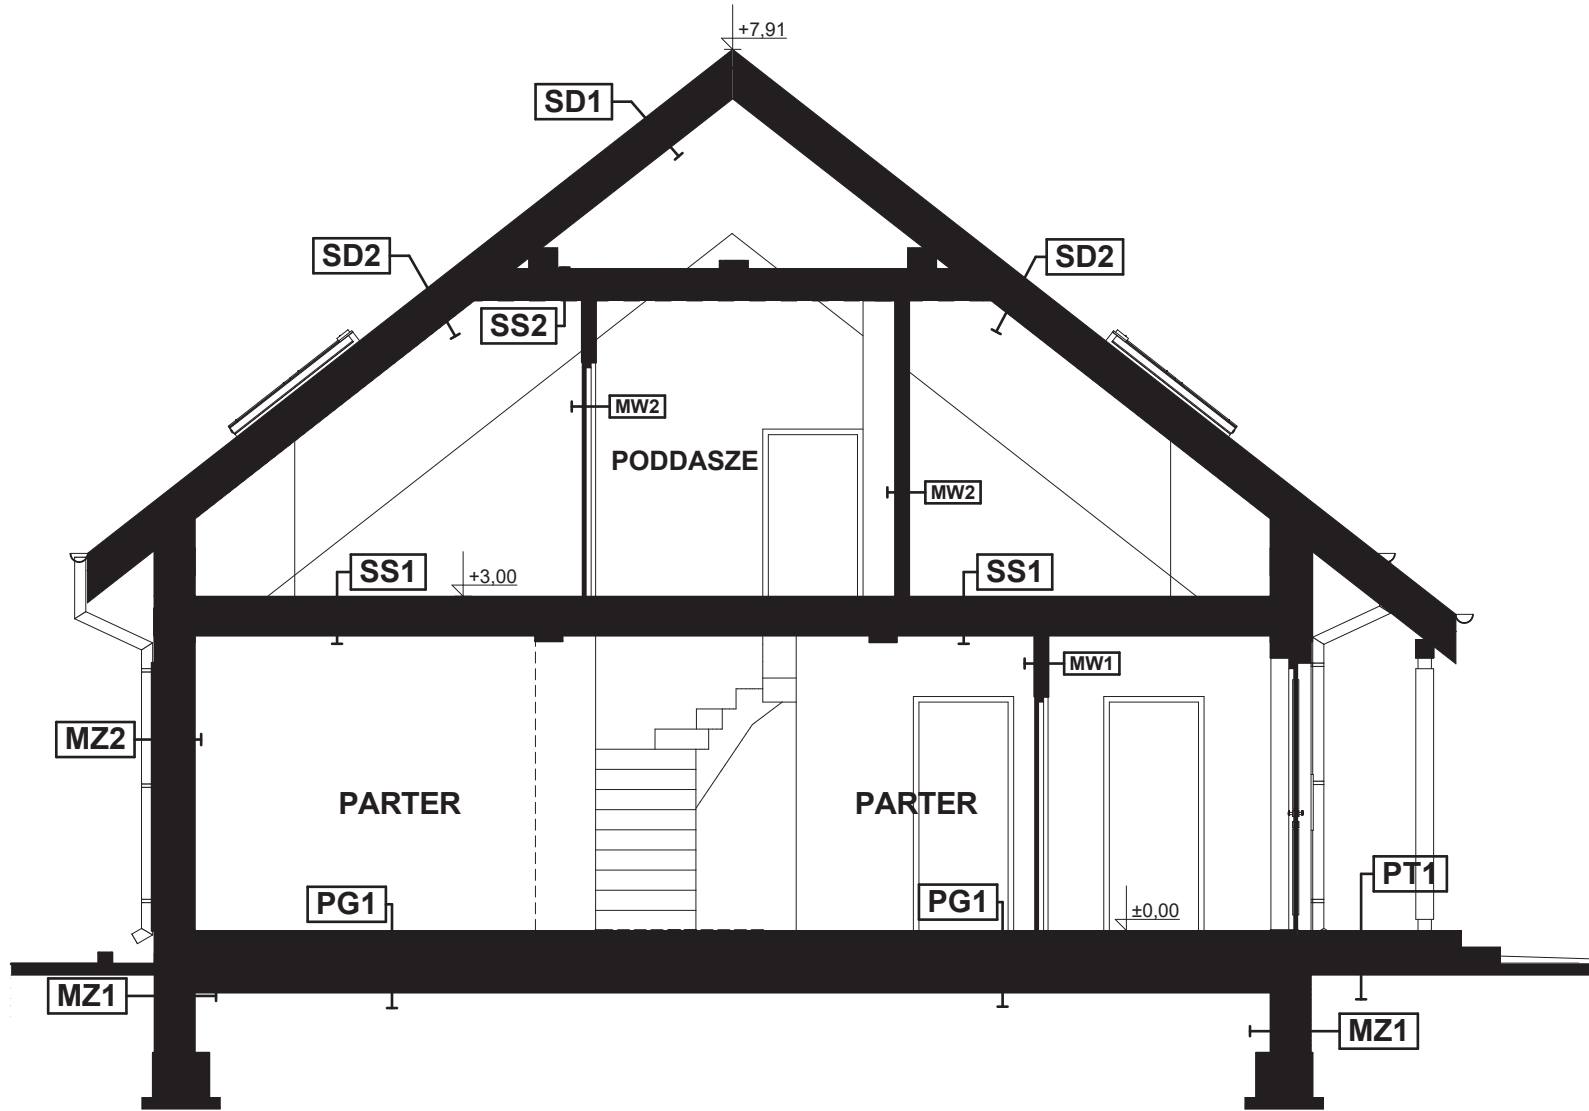 +7,91
SD1
SD2
SD2
SS2
MW2
PODDASZE
MW2
SS1
+3,00
SS1
MW1
MZ2
PARTER
PARTER
PG1
PG1
±0,00
PT1
MZ1
MZ1